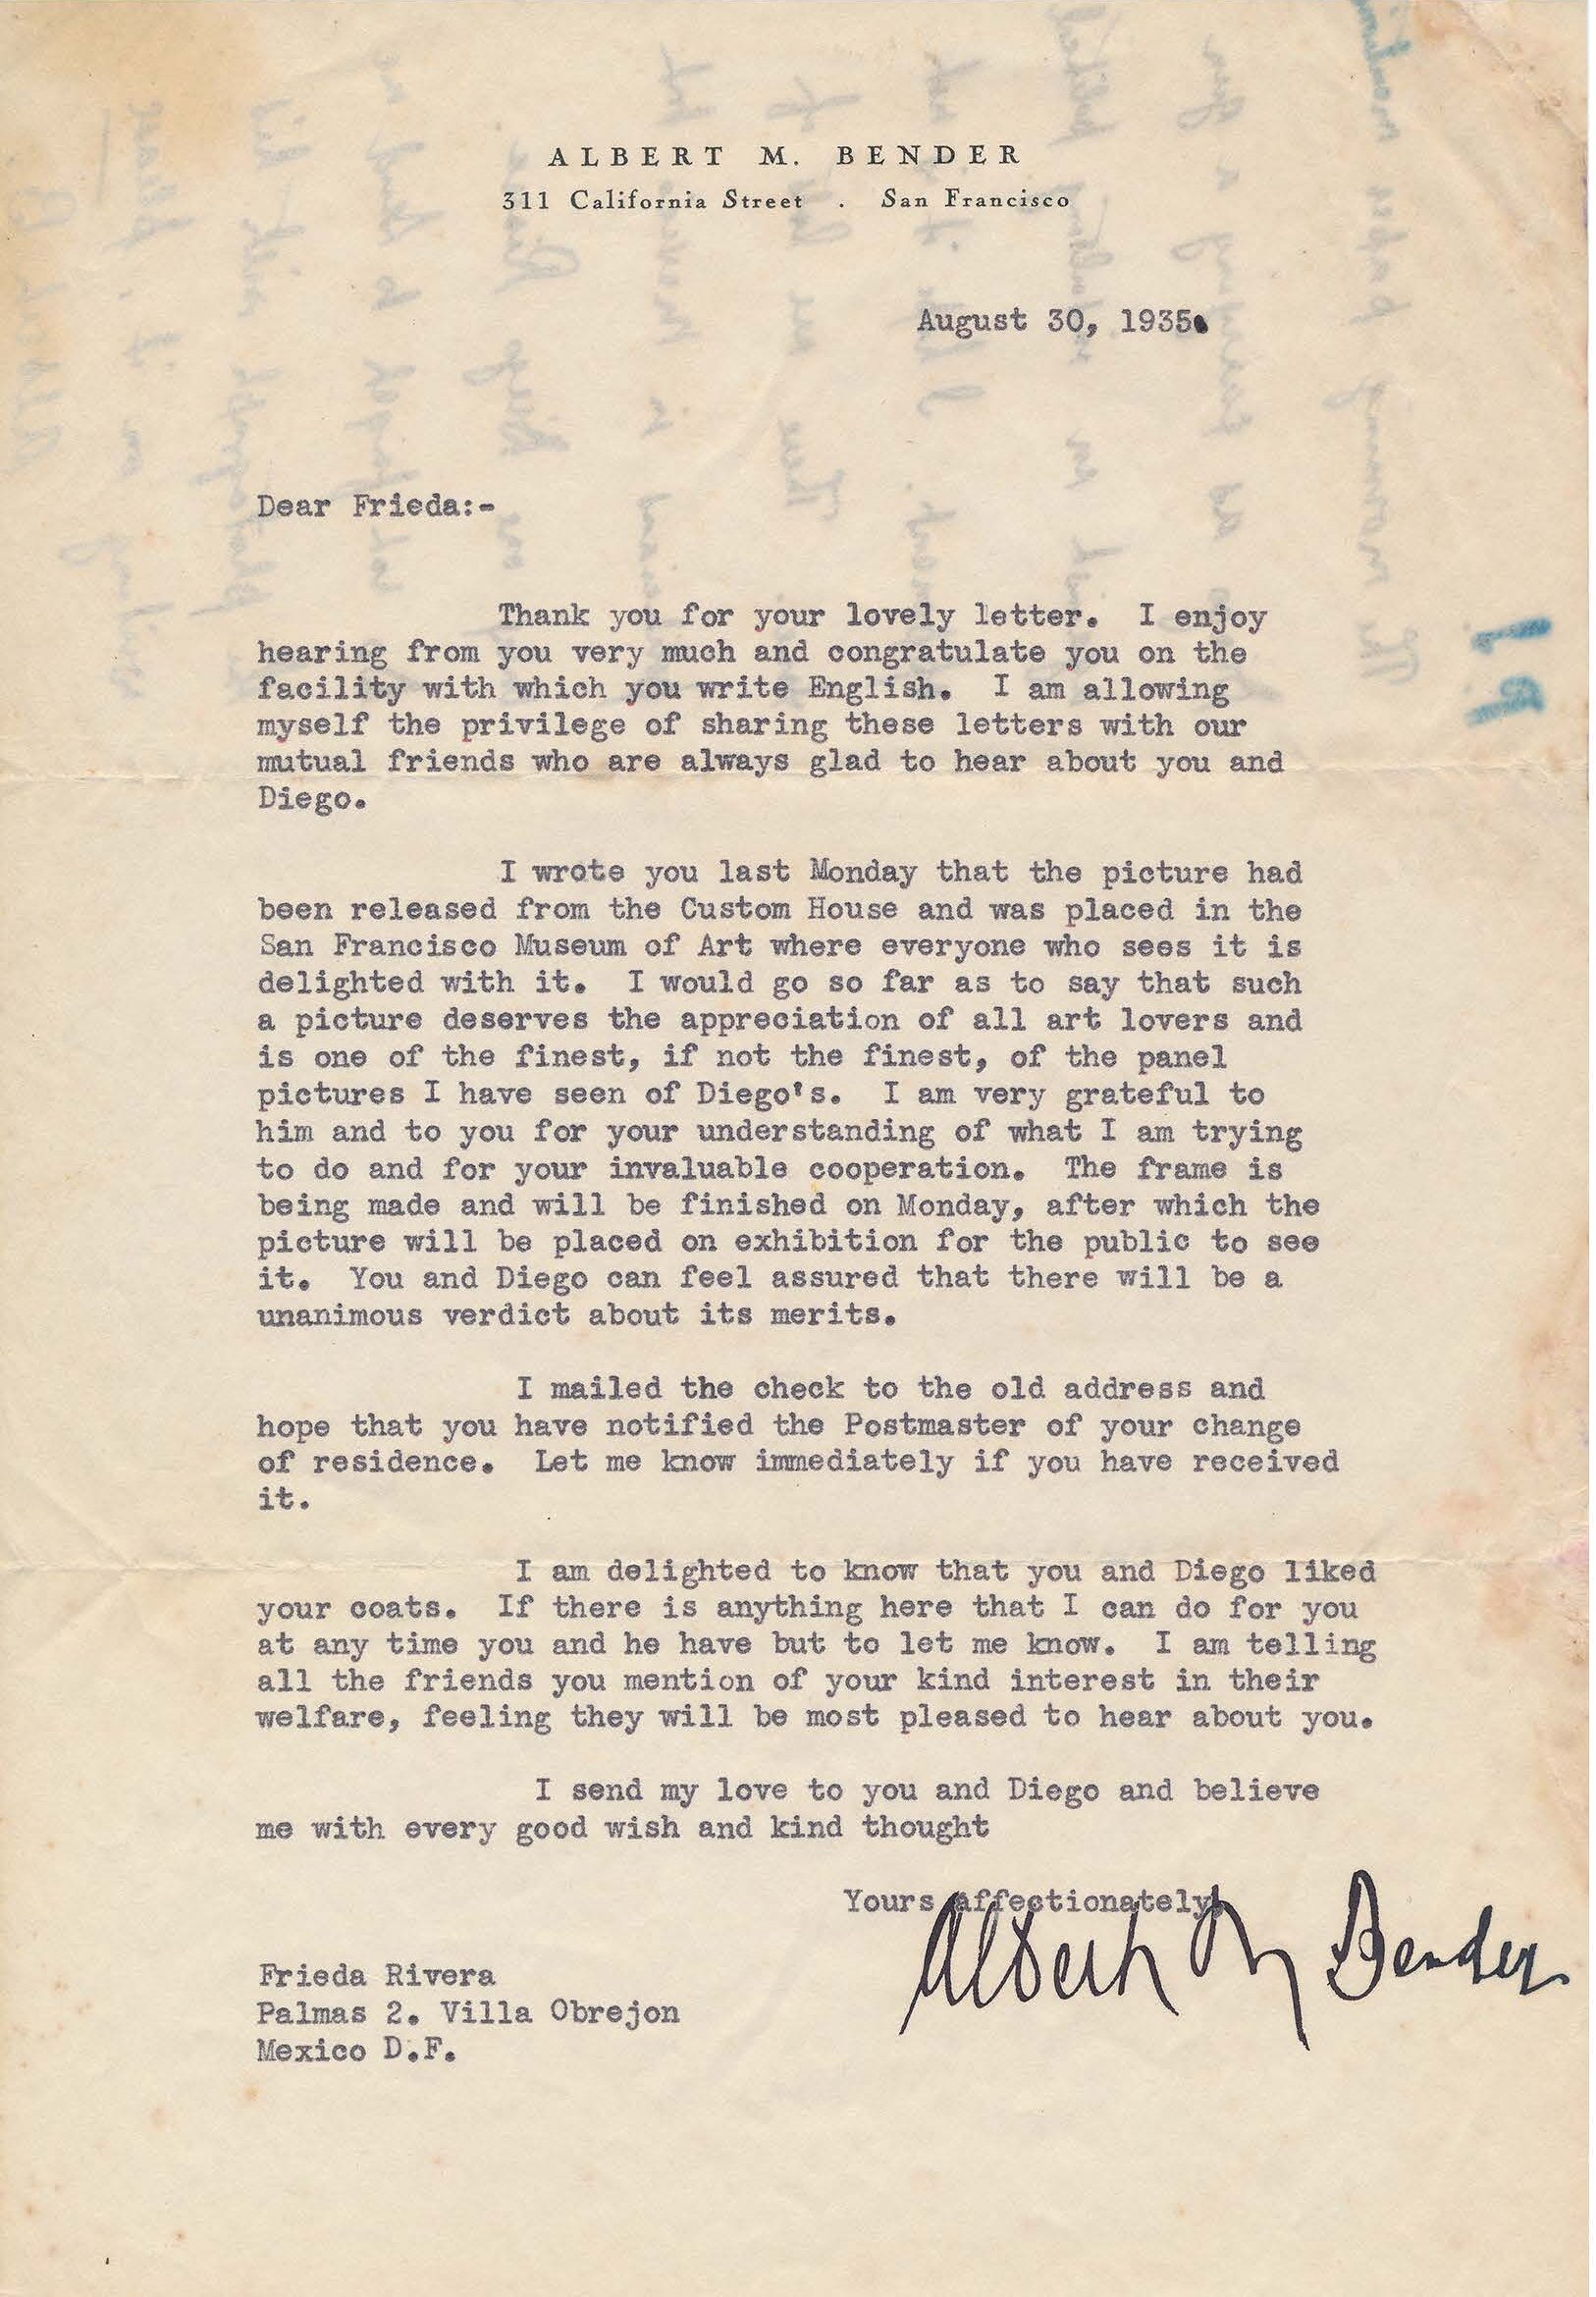 ALBERT M. BENDER
311 California Street . San Francisco
August 30, 1935.
Dear Frieda:-
Thank you for your lovely letter. I enjoy
hearing from you very much and congratulate you on the
facility with which you write English. I am allowing
myself the privilege of sharing these letters with our
mutual friends who are always glad to hear about you and
Diego.
I wrote you last Monday that the picture had
been released from the Custom House and was placed in the
San Francisco Museum of Art where everyone who sees it is
delighted with it. I would go so far as to say that such
a picture deserves the appreciation of all art lovers and
is one of the finest, if not the finest, of the panel
pictures I have seen of Diego's. I am very grateful to
him and to you for your understanding of what I am trying
to do and for your invaluable cooperation. The frame is
being made and will be finished on Monday, after which the
picture will be placed on exhibition for the public to see
it. You and Diego can feel assured that there will be a
unanimous verdict about its merits.
I mailed the check to the old address and
hope that you have notified the Postmaster of your change
of residence. Let me know immediately if you have received
it.
I am delighted to know that you and Diego liked
your coats. If there is anything here that I can do for you
at any time you and he have but to let me know. I am telling
all the friends you mention of your kind interest in their
welfare, feeling they will be most pleased to hear about you.
I send my love to you and Diego and believe
me with every good wish and kind thought
Yours affectionately,
Albert M Bender
Frieda Rivera
Palmas 2. Villa Obrejon
Mexico D.F.